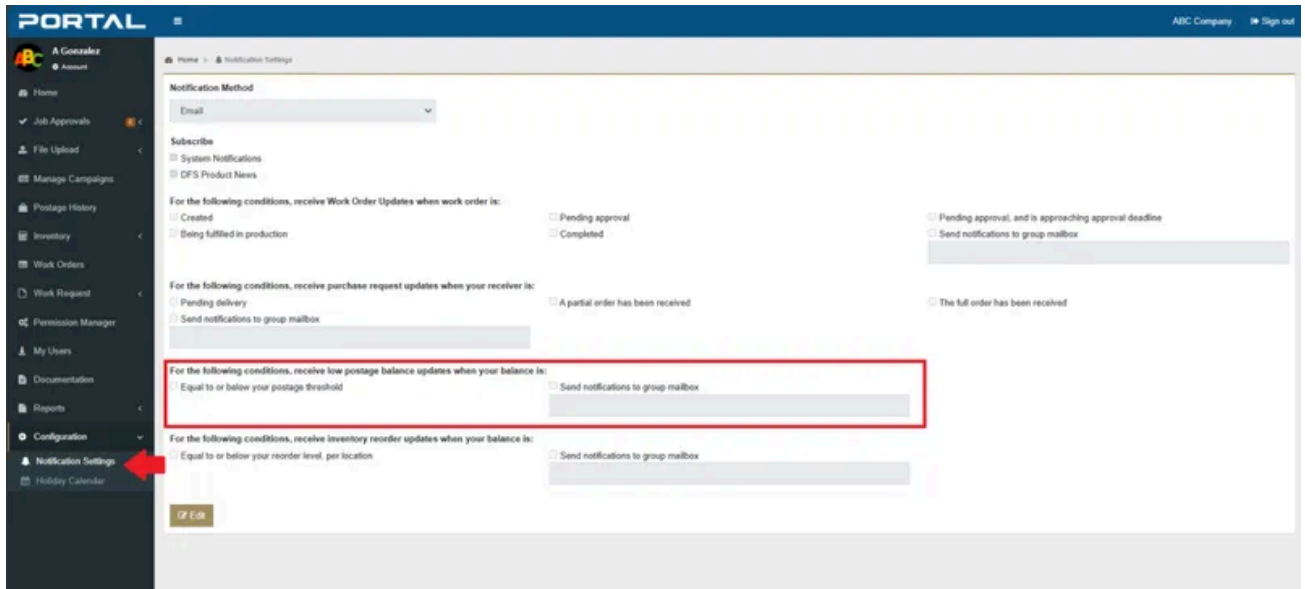 PORTAL
ABC Company Sign out
ABC
A Gonzalez
Account
Home > Notification Settings
Home
Job Approvals
File Upload
Manage Campaigns
Postage History
Inventory
Work Orders
Work Request
Permission Manager
My Users
Documentation
Reports
Configuration
Notification Settings
Holiday Calendar
Notification Method
Email
Subscribe
System Notifications
DFS Product News
For the following conditions, receive Work Order Updates when work order is:
Created Pending approval Pending approval, and is approaching approval deadline
Being fulfilled in production Completed Send notifications to group mailbox
For the following conditions, receive purchase request updates when your receiver is:
Pending delivery A partial order has been received The full order has been received
Send notifications to group mailbox
For the following conditions, receive low postage balance updates when your balance is:
Equal to or below your postage threshold Send notifications to group mailbox
For the following conditions, receive inventory reorder updates when your balance is:
Equal to or below your reorder level, per location Send notifications to group mailbox
Edit